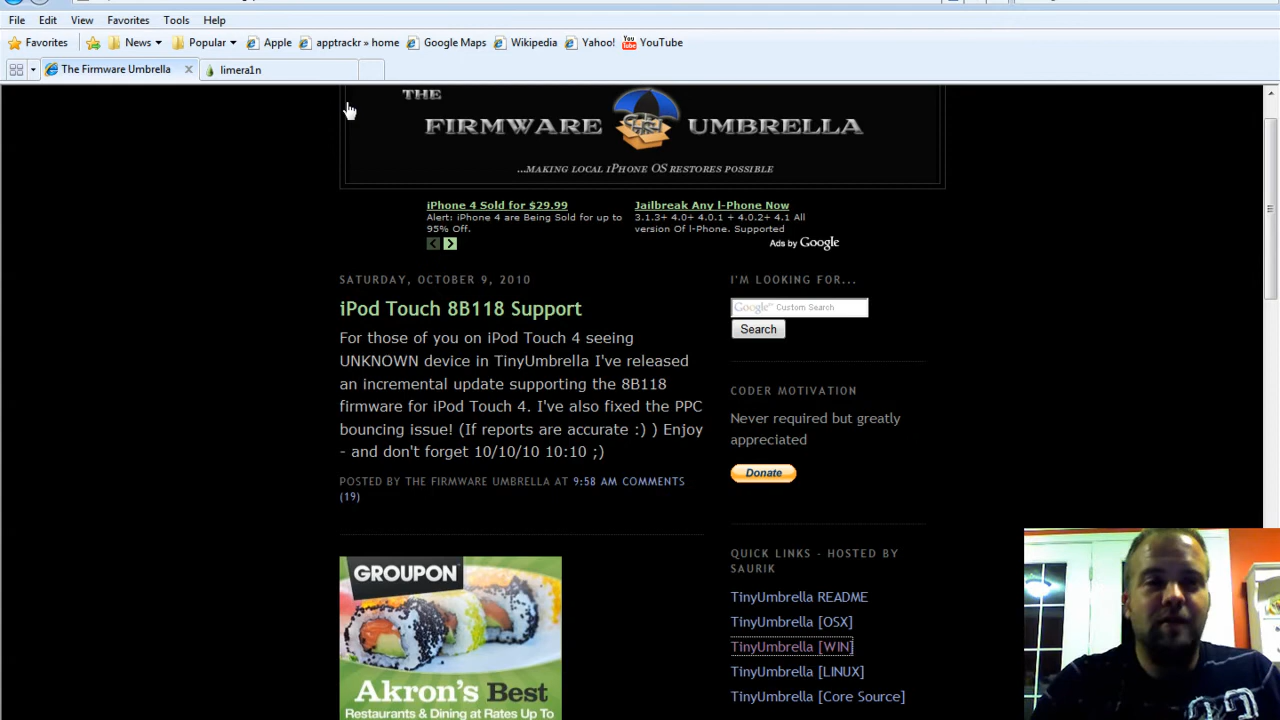 File Edit View Favorites Tools Help
Favorites News Popular Apple apptrackr » home Google Maps Wikipedia Yahoo! YouTube
The Firmware Umbrella limera1n
THE
FIRMWARE UMBRELLA
...MAKING LOCAL IPHONE OS RESTORES POSSIBLE
iPhone 4 Sold for $29.99
Alert: iPhone 4 are Being Sold for up to
95% Off.
Jailbreak Any I-Phone Now
3.1.3+ 4.0+ 4.0.1 + 4.0.2+ 4.1 All
version Of I-Phone. Supported
Ads by Google
SATURDAY, OCTOBER 9, 2010
iPod Touch 8B118 Support
For those of you on iPod Touch 4 seeing
UNKNOWN device in TinyUmbrella I've released
an incremental update supporting the 8B118
firmware for iPod Touch 4. I've also fixed the PPC
bouncing issue! (If reports are accurate :) ) Enjoy
- and don't forget 10/10/10 10:10 ;)
POSTED BY THE FIRMWARE UMBRELLA AT 9:58 AM COMMENTS
(19)
GROUPON
Akron's Best
Restaurants & Dining at Rates Up To
I'M LOOKING FOR...
Google™ Custom Search
Search
CODER MOTIVATION
Never required but greatly
appreciated
Donate
QUICK LINKS - HOSTED BY
SAURIK
TinyUmbrella README
TinyUmbrella [OSX]
TinyUmbrella [WIN]
TinyUmbrella [LINUX]
TinyUmbrella [Core Source]